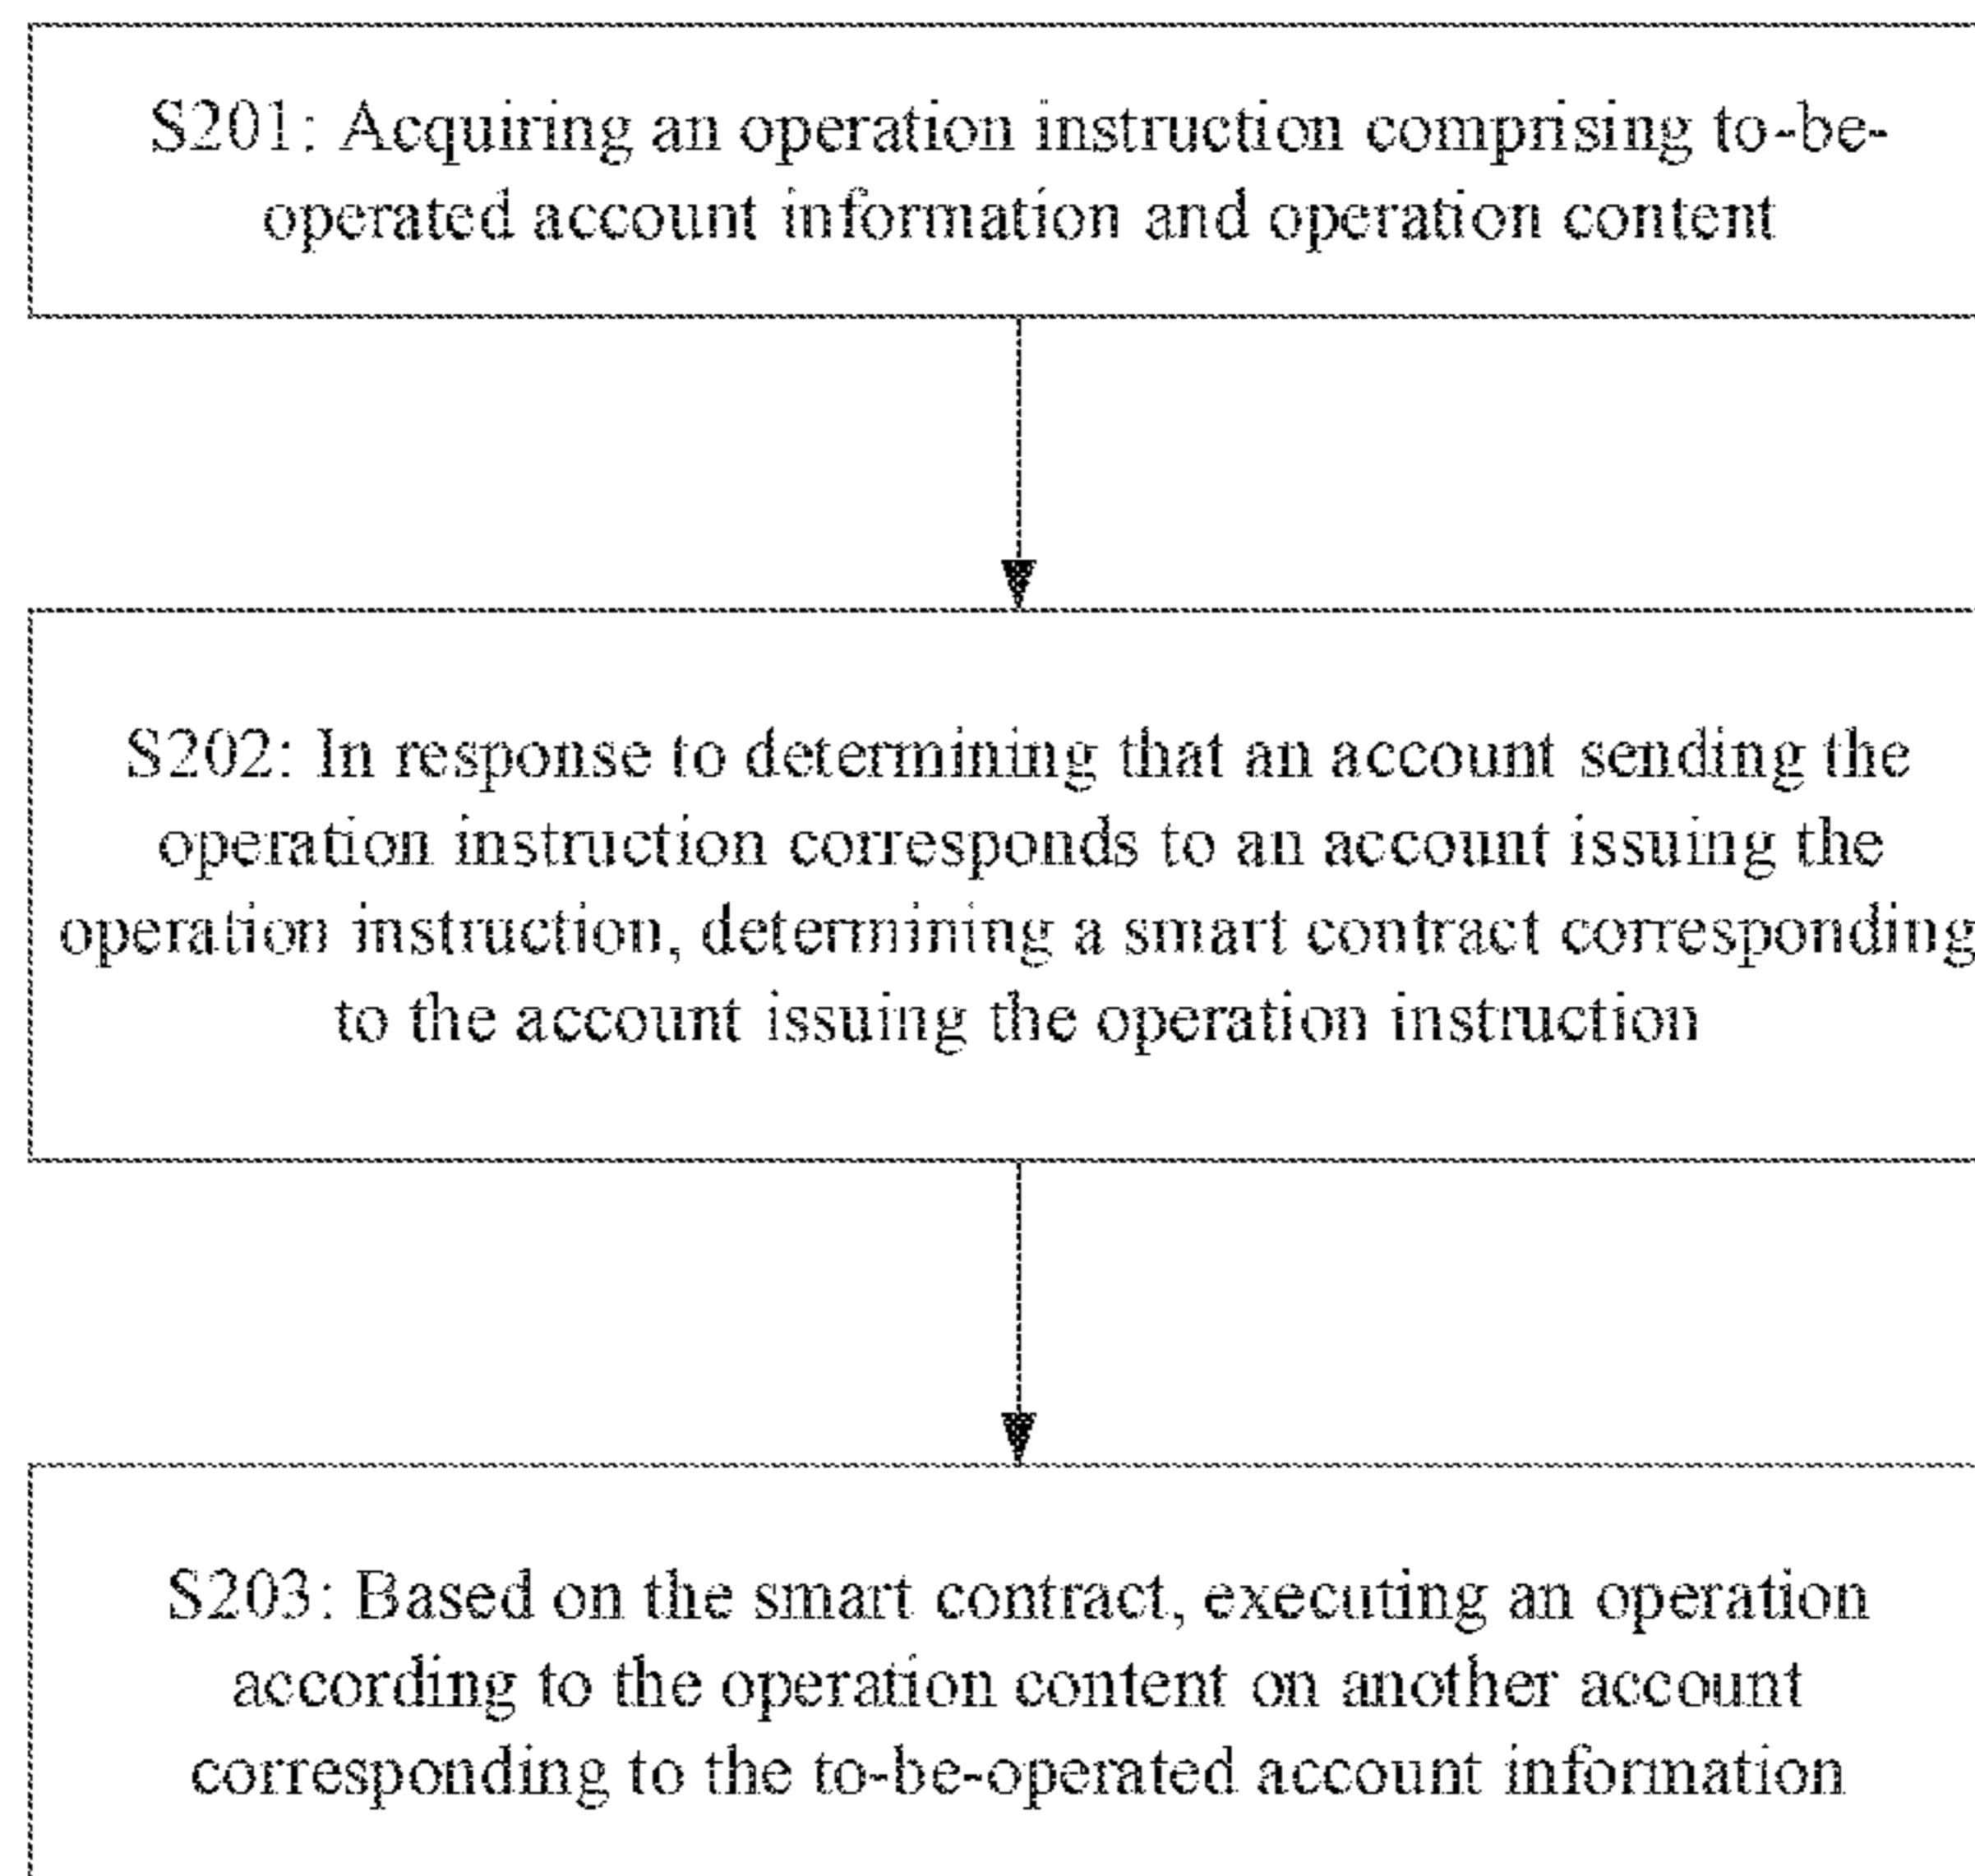 S201: Acquiring an operation instruction comprising to-be-
operated account information and operation content
S202: In response to determining that an account sending the
operation instruction corresponds to an account issuing the
operation instruction, determining a smart contract corresponding
to the account issuing the operation instruction
S203: Based on the smart contract, executing an operation
according to the operation content on another account
corresponding to the to-be-operated account information